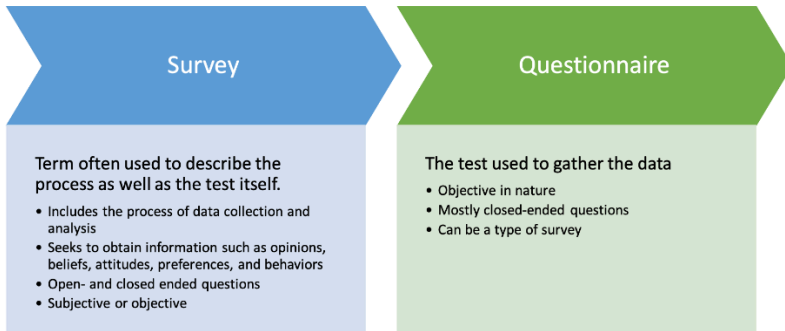 Survey
Term often used to describe the
process as well as the test itself.
• Includes the process of data collection and
analysis
• Seeks to obtain information such as opinions,
beliefs, attitudes, preferences, and behaviors
• Open- and closed ended questions
• Subjective or objective
Questionnaire
The test used to gather the data
• Objective in nature
• Mostly closed-ended questions
• Can be a type of survey